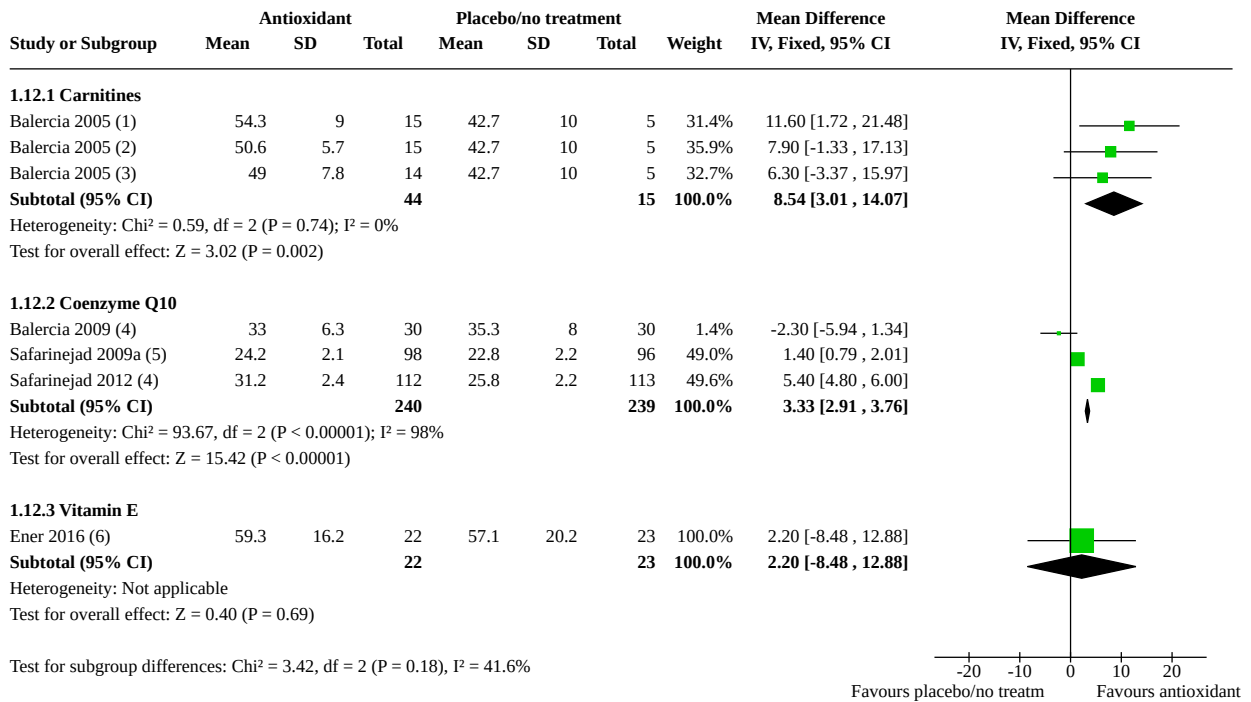 Antioxidant Placebo/no treatment Mean Difference Mean Difference
Study or Subgroup Mean SD Total Mean SD Total Weight IV, Fixed, 95% CI IV, Fixed, 95% CI
1.12.1 Carnitines
Balercia 2005 (1) 54.3 9 15 42.7 10 5 31.4% 11.60 [1.72 , 21.48]
Balercia 2005 (2) 50.6 5.7 15 42.7 10 5 35.9% 7.90 [-1.33 , 17.13]
Balercia 2005 (3) 49 7.8 14 42.7 10 5 32.7% 6.30 [-3.37 , 15.97]
Subtotal (95% CI) 44 15 100.0% 8.54 [3.01 , 14.07]
Heterogeneity: Chi² = 0.59, df = 2 (P = 0.74); I² = 0%
Test for overall effect: Z = 3.02 (P = 0.002)
1.12.2 Coenzyme Q10
Balercia 2009 (4) 33 6.3 30 35.3 8 30 1.4% -2.30 [-5.94 , 1.34]
Safarinejad 2009a (5) 24.2 2.1 98 22.8 2.2 96 49.0% 1.40 [0.79 , 2.01]
Safarinejad 2012 (4) 31.2 2.4 112 25.8 2.2 113 49.6% 5.40 [4.80 , 6.00]
Subtotal (95% CI) 240 239 100.0% 3.33 [2.91 , 3.76]
Heterogeneity: Chi² = 93.67, df = 2 (P < 0.00001); I² = 98%
Test for overall effect: Z = 15.42 (P < 0.00001)
1.12.3 Vitamin E
Ener 2016 (6) 59.3 16.2 22 57.1 20.2 23 100.0% 2.20 [-8.48 , 12.88]
Subtotal (95% CI) 22 23 100.0% 2.20 [-8.48 , 12.88]
Heterogeneity: Not applicable
Test for overall effect: Z = 0.40 (P = 0.69)
Test for subgroup differences: Chi² = 3.42, df = 2 (P = 0.18), I² = 41.6%
-20 -10 0 10 20
Favours placebo/no treatm Favours antioxidant